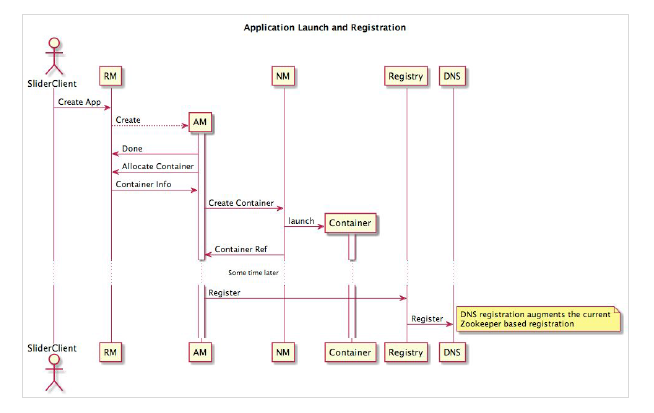 Application Launch and Registration
SliderClient
RM
NM
Registry
DNS
Create App
Create
AM
Done
Allocate Container
Container Info
Create Container
launch
Container
Container Ref
Some time later
Register
Register
DNS registration augments the current
Zookeeper based registration
SliderClient
RM
AM
NM
Container
Registry
DNS